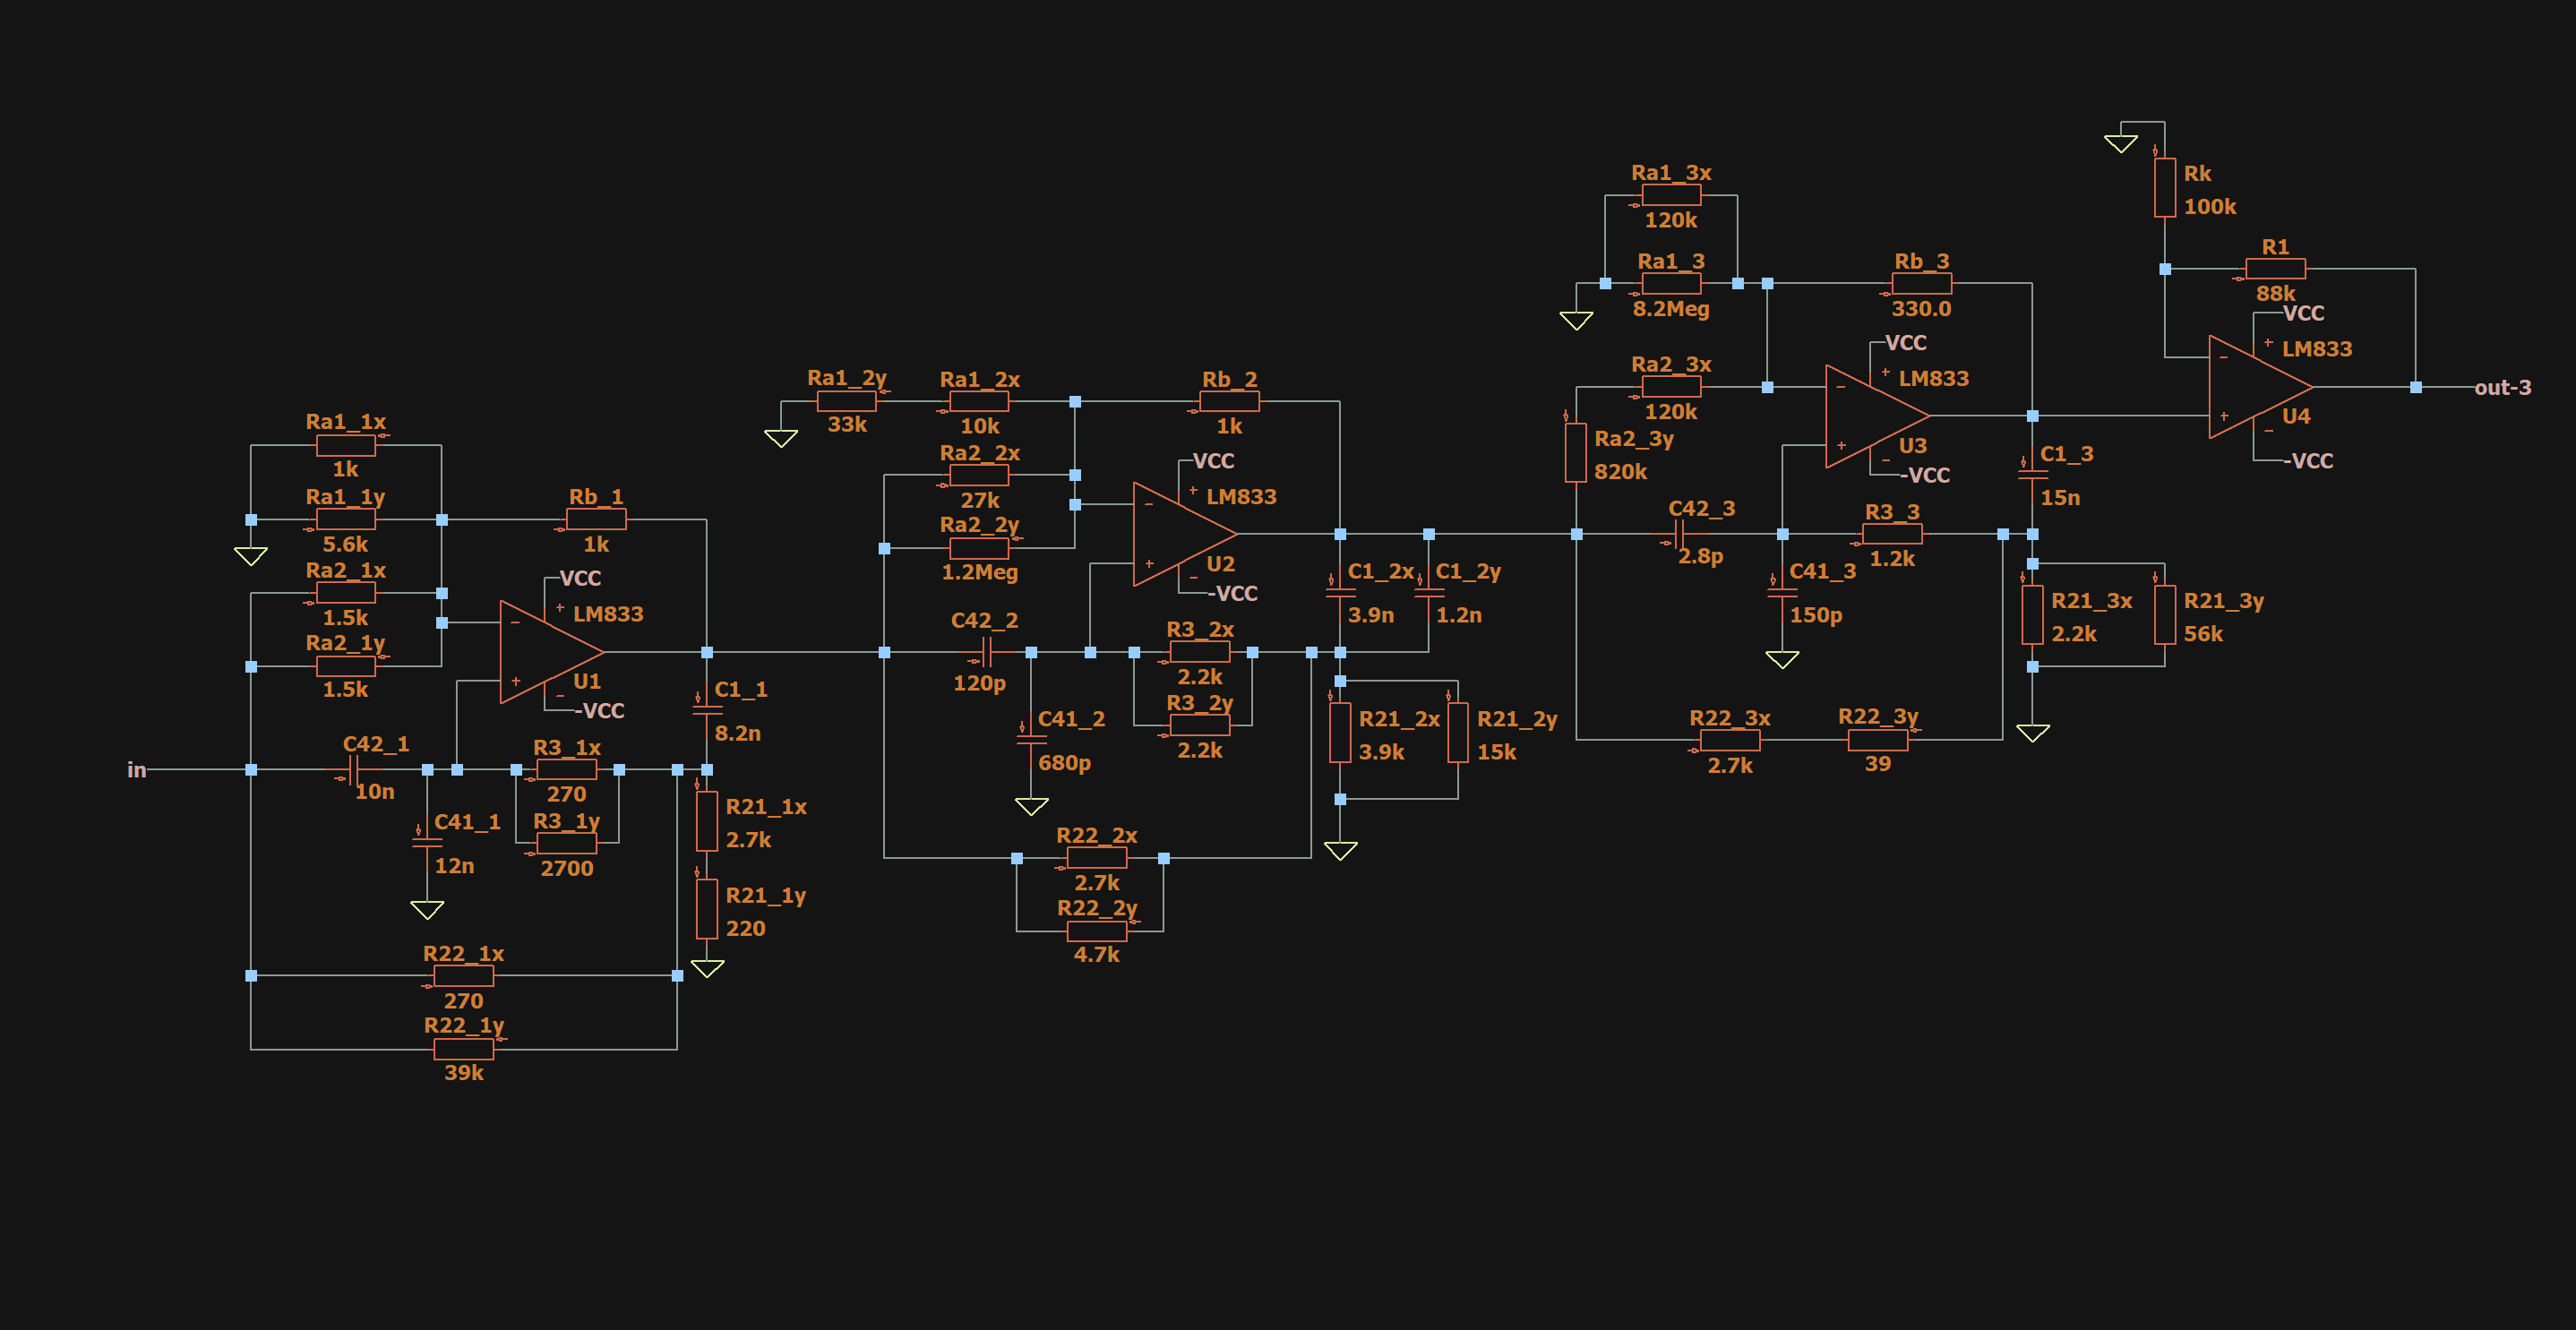 Rk
100k
Ra1_3x
120k
R1
88k
VCC
LM833
+
-
+
-
U4
-VCC
out-3
Ra1_3
8.2Meg
Rb_3
330.0
VCC
LM833
+
-
+
-
U3
-VCC
Ra2_3x
120k
Ra2_3y
820k
C1_3
15n
C42_3
2.8p
R3_3
1.2k
C41_3
150p
R21_3x
2.2k
R21_3y
56k
R22_3x
2.7k
R22_3y
39
Ra1_2y
33k
Ra1_2x
10k
Rb_2
1k
Ra2_2x
27k
VCC
LM833
+
-
+
-
U2
-VCC
Ra2_2y
1.2Meg
C1_2x
3.9n
C1_2y
1.2n
C42_2
120p
R3_2x
2.2k
R3_2y
2.2k
C41_2
680p
R21_2x
3.9k
R21_2y
15k
R22_2x
2.7k
R22_2y
4.7k
Ra1_1x
1k
Ra1_1y
5.6k
Rb_1
1k
Ra2_1x
1.5k
VCC
LM833
+
-
+
-
U1
-VCC
Ra2_1y
1.5k
C1_1
8.2n
in
C42_1
10n
R3_1x
270
R3_1y
2700
C41_1
12n
R21_1x
2.7k
R21_1y
220
R22_1x
270
R22_1y
39k